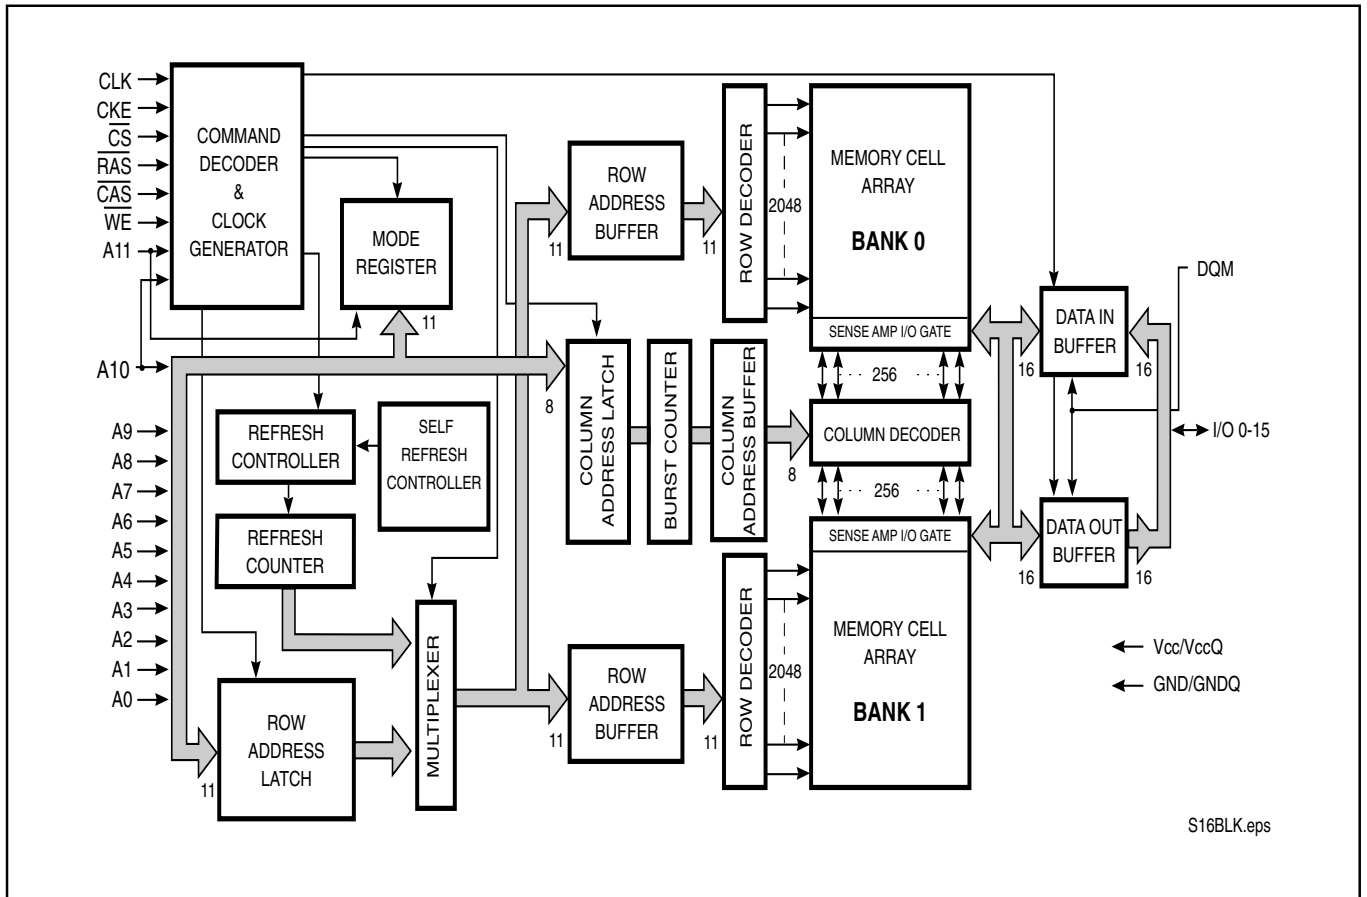 CLK
CKE
CS
RAS
CAS
WE
A11
A10
A9
A8
A7
A6
A5
A4
A3
A2
A1
A0
COMMAND
DECODER
&
CLOCK
GENERATOR
MODE
REGISTER
11
REFRESH
CONTROLLER
SELF
REFRESH
CONTROLLER
REFRESH
COUNTER
ROW
ADDRESS
LATCH
11
MULTIPLEXER
ROW
ADDRESS
BUFFER
11
11
ROW DECODER
2048
MEMORY CELL
ARRAY
BANK 0
SENSE AMP I/O GATE
COLUMN
ADDRESS LATCH
8
BURST COUNTER
COLUMN
ADDRESS BUFFER
256
COLUMN DECODER
8
256
SENSE AMP I/O GATE
MEMORY CELL
ARRAY
BANK 1
ROW
ADDRESS
BUFFER
11
11
ROW DECODER
2048
DQM
DATA IN
BUFFER
16
16
I/O 0-15
DATA OUT
BUFFER
16
16
Vcc/VccQ
GND/GNDQ
S16BLK.eps